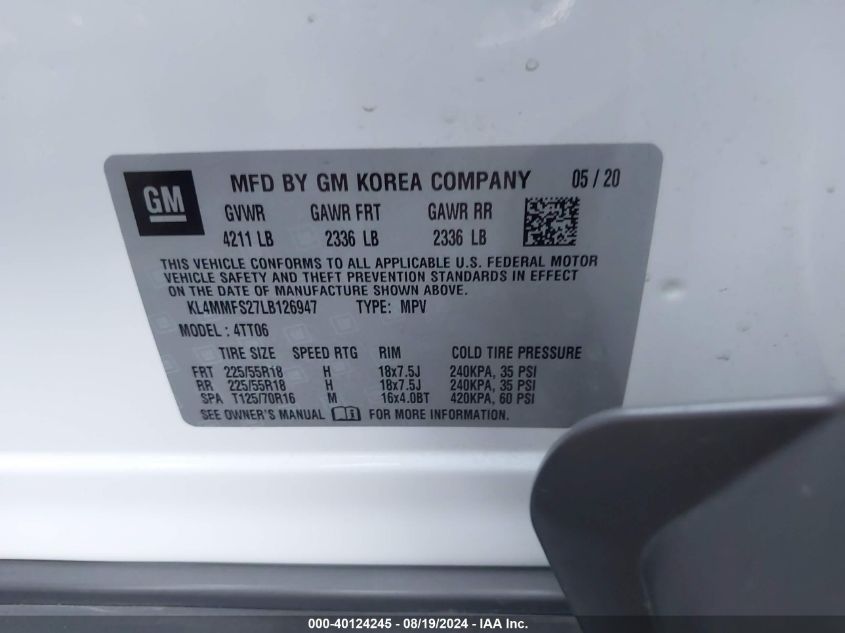 GM MFD BY GM KOREA COMPANY 05 / 20
GVWR GAWR FRT GAWR RR
4211 LB 2336 LB 2336 LB
THIS VEHICLE CONFORMS TO ALL APPLICABLE U.S. FEDERAL MOTOR
VEHICLE SAFETY AND THEFT PREVENTION STANDARDS IN EFFECT
ON THE DATE OF MANUFACTURE SHOWN ABOVE.
KL4MMFS27LB126947 TYPE: MPV
MODEL: 4TT06
TIRE SIZE SPEED RTG RIM COLD TIRE PRESSURE
FRT 225/55R18 H 18x7.5J 240KPA, 35 PSI
RR 225/55R18 H 18x7.5J 240KPA, 35 PSI
SPA T125/70R16 M 16x4.0BT 420KPA, 60 PSI
SEE OWNER'S MANUAL FOR MORE INFORMATION.
000-40124245 - 08/19/2024 - IAA Inc.